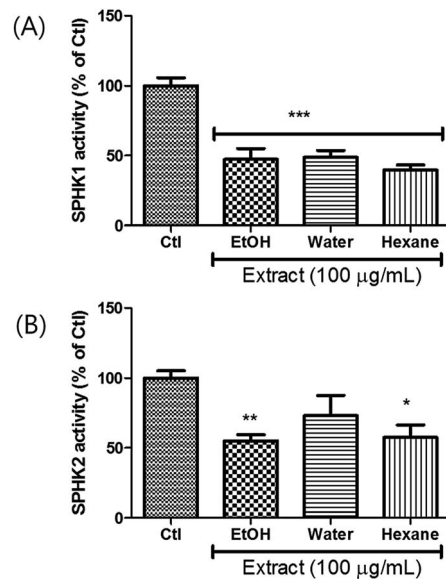 (A)
SPHK1 activity (% of Ctl)
150
100
50
0
***
Ctl EtOH Water Hexane
Extract (100 μg/mL)
(B)
SPHK2 activity (% of Ctl)
150
100
50
0
** *
Ctl EtOH Water Hexane
Extract (100 μg/mL)